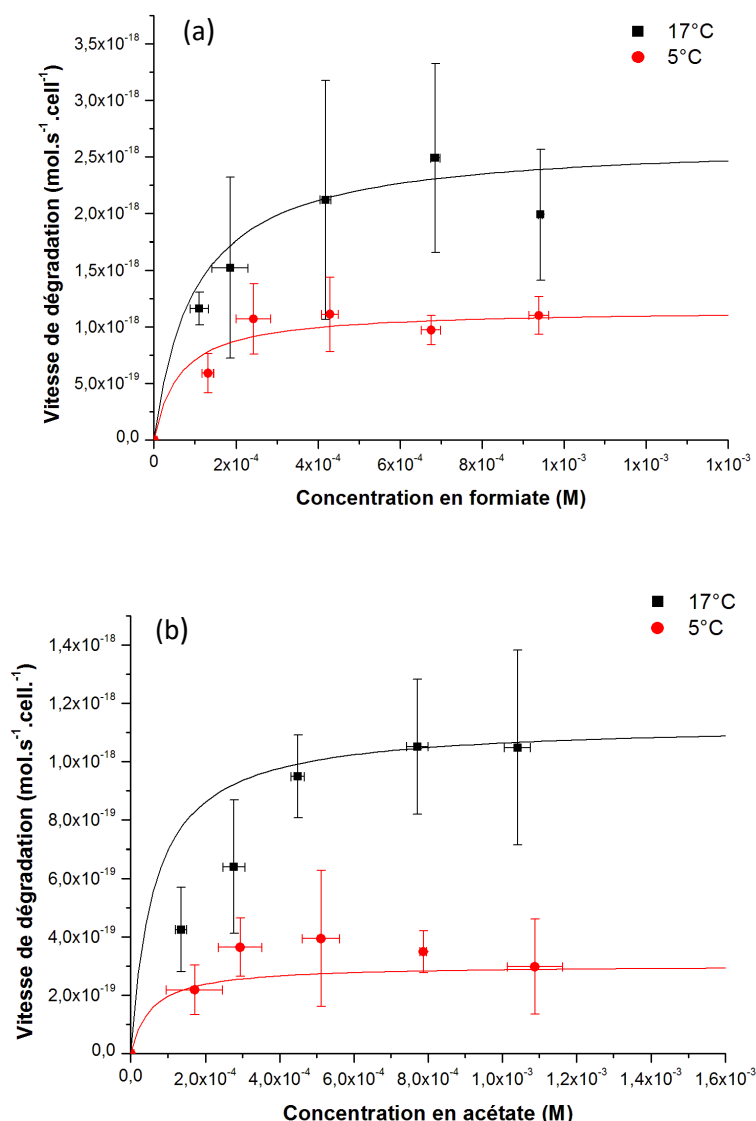 (a)
17°C
5°C
Vitesse de dégradation (mol.s⁻¹.cell⁻¹)
3,5x10⁻¹⁸
3,0x10⁻¹⁸
2,5x10⁻¹⁸
2,0x10⁻¹⁸
1,5x10⁻¹⁸
1,0x10⁻¹⁸
5,0x10⁻¹⁹
0,0
0 2x10⁻⁴ 4x10⁻⁴ 6x10⁻⁴ 8x10⁻⁴ 1x10⁻³ 1x10⁻³ 1x10⁻³
Concentration en formiate (M)
(b)
17°C
5°C
Vitesse de dégradation (mol.s⁻¹.cell.⁻¹)
1,4x10⁻¹⁸
1,2x10⁻¹⁸
1,0x10⁻¹⁸
8,0x10⁻¹⁹
6,0x10⁻¹⁹
4,0x10⁻¹⁹
2,0x10⁻¹⁹
0,0
0,0 2,0x10⁻⁴ 4,0x10⁻⁴ 6,0x10⁻⁴ 8,0x10⁻⁴ 1,0x10⁻³ 1,2x10⁻³ 1,4x10⁻³ 1,6x10⁻³
Concentration en acétate (M)